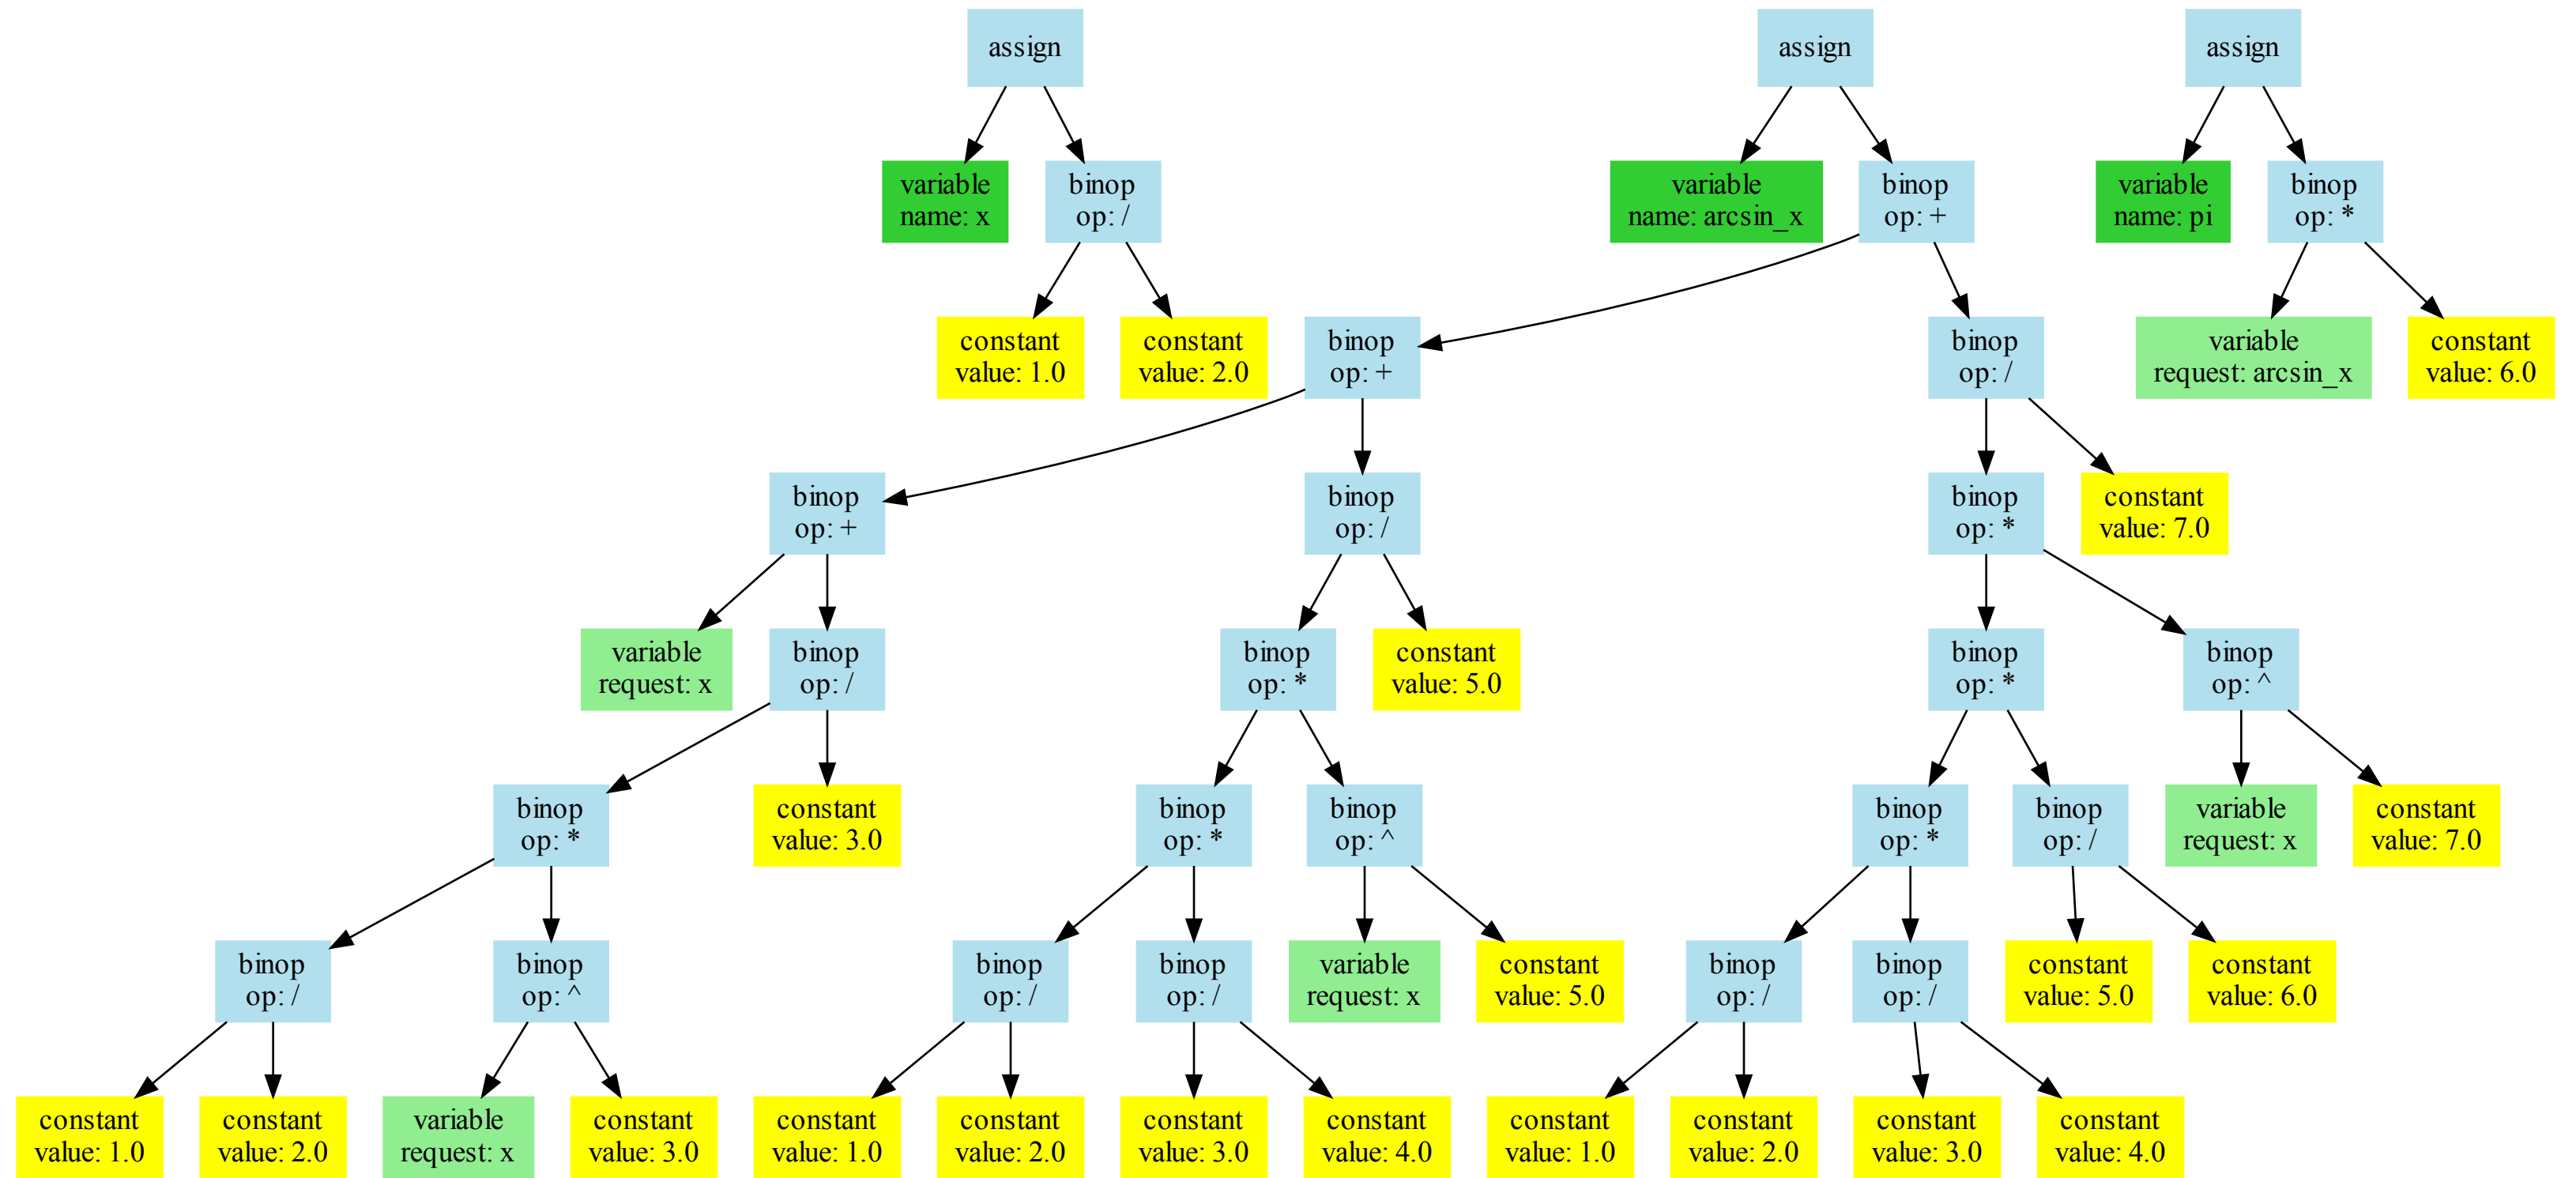 assign
assign
assign
variable
name: x
binop
op: /
variable
name: arcsin_x
binop
op: +
variable
name: pi
binop
op: *
constant
value: 1.0
constant
value: 2.0
binop
op: +
binop
op: /
variable
request: arcsin_x
constant
value: 6.0
binop
op: +
binop
op: /
binop
op: *
constant
value: 7.0
variable
request: x
binop
op: /
binop
op: *
constant
value: 5.0
binop
op: *
binop
op: ^
binop
op: *
constant
value: 3.0
binop
op: *
binop
op: ^
binop
op: *
binop
op: /
variable
request: x
constant
value: 7.0
binop
op: /
binop
op: ^
binop
op: /
binop
op: /
variable
request: x
constant
value: 5.0
binop
op: /
binop
op: /
constant
value: 5.0
constant
value: 6.0
constant
value: 1.0
constant
value: 2.0
variable
request: x
constant
value: 3.0
constant
value: 1.0
constant
value: 2.0
constant
value: 3.0
constant
value: 4.0
constant
value: 1.0
constant
value: 2.0
constant
value: 3.0
constant
value: 4.0